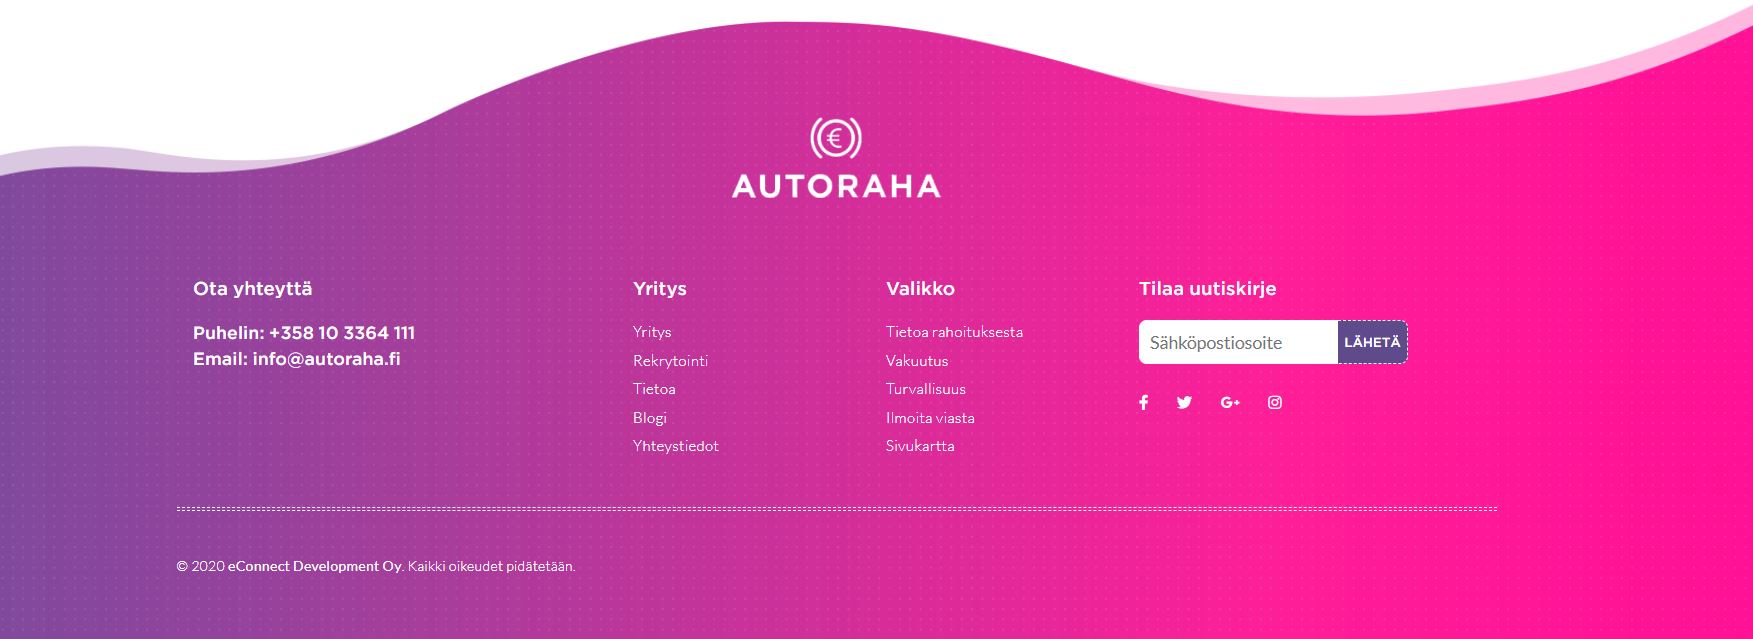 €
AUTORAHA
Ota yhteyttä
Puhelin: +358 10 3364 111
Email: info@autoraha.fi
Yritys
Yritys
Rekrytointi
Tietoa
Blogi
Yhteystiedot
Valikko
Tietoa rahoituksesta
Vakuutus
Turvallisuus
Ilmoita viasta
Sivukartta
Tilaa uutiskirje
Sähköpostiosoite LÄHETÄ
G+
© 2020 eConnect Development Oy. Kaikki oikeudet pidätetään.